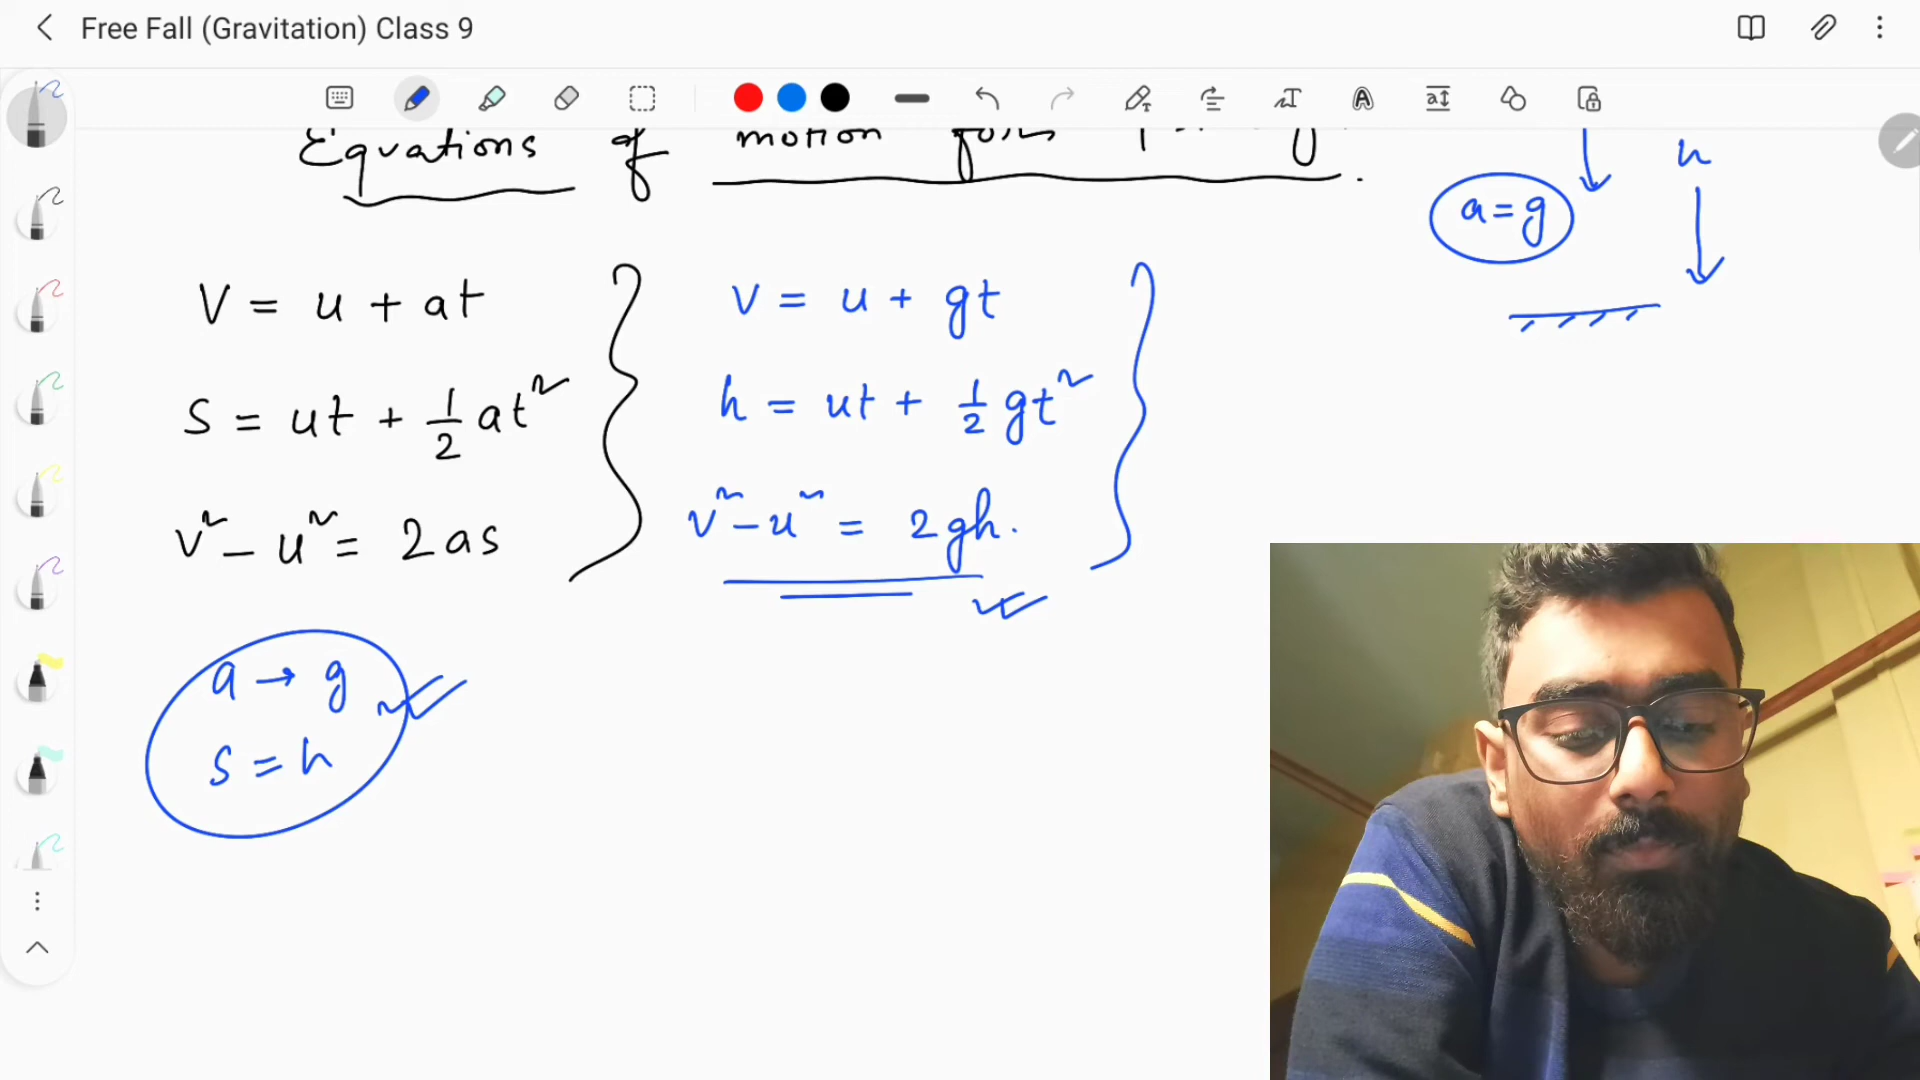 Free Fall (Gravitation) Class 9
Equations of motion for
a = g
h
V = u + at
S = ut + 1/2 at²
v² - u² = 2as
v = u + gt
h = ut + 1/2 gt²
v² - u² = 2gh.
a → g
s = h